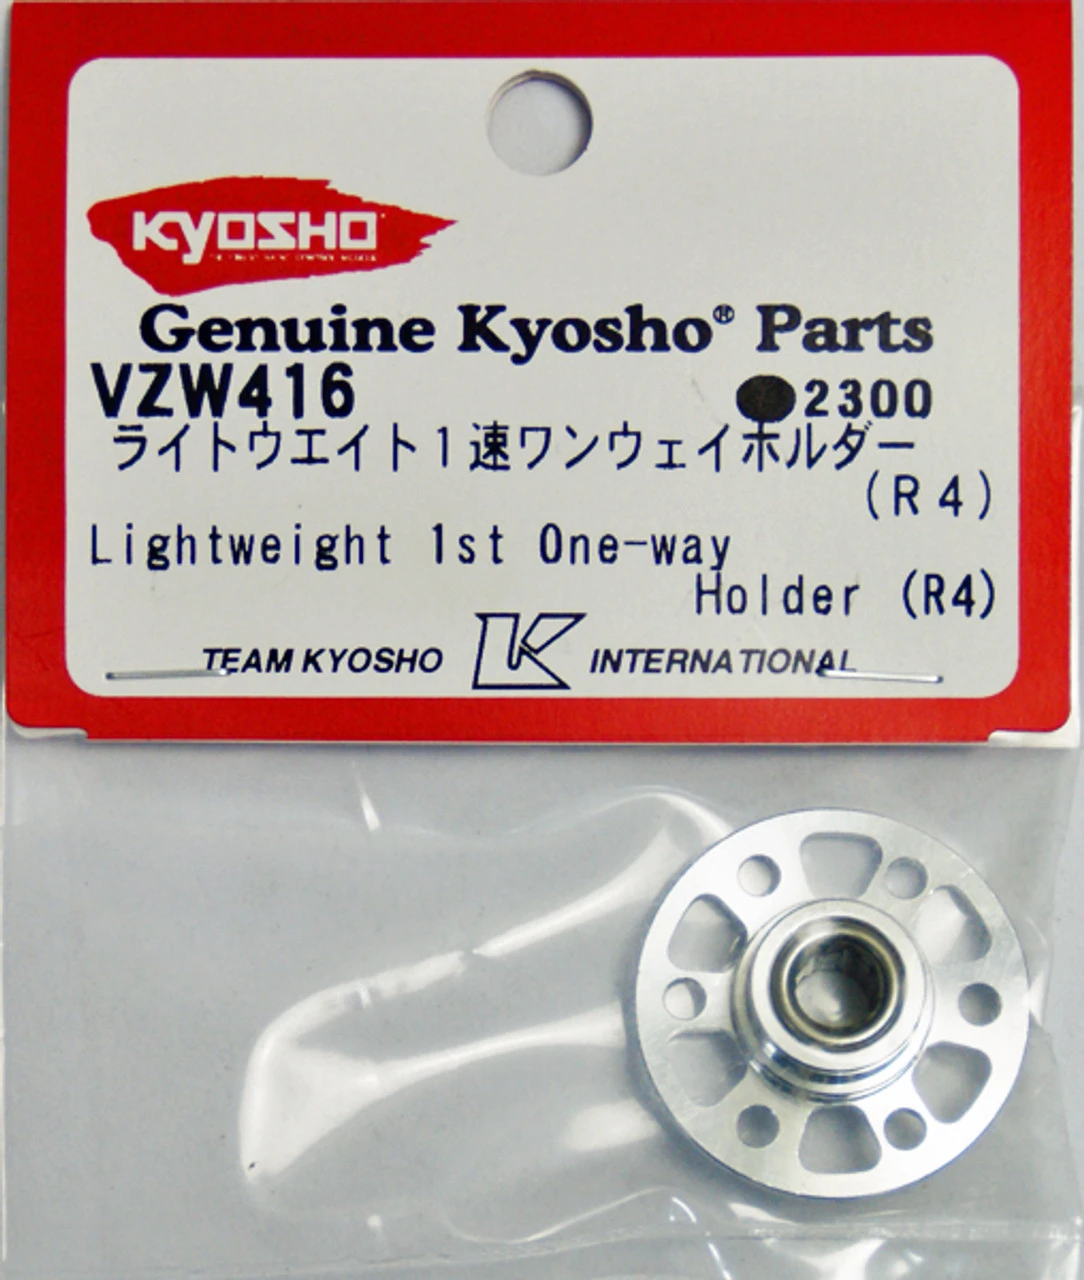 KYOSHO
Genuine Kyosho® Parts
VZW416 ●2300
ライトウエイト1速ワンウェイホルダー
(R4)
Lightweight 1st One-way
Holder (R4)
TEAM KYOSHO K INTERNATIONAL